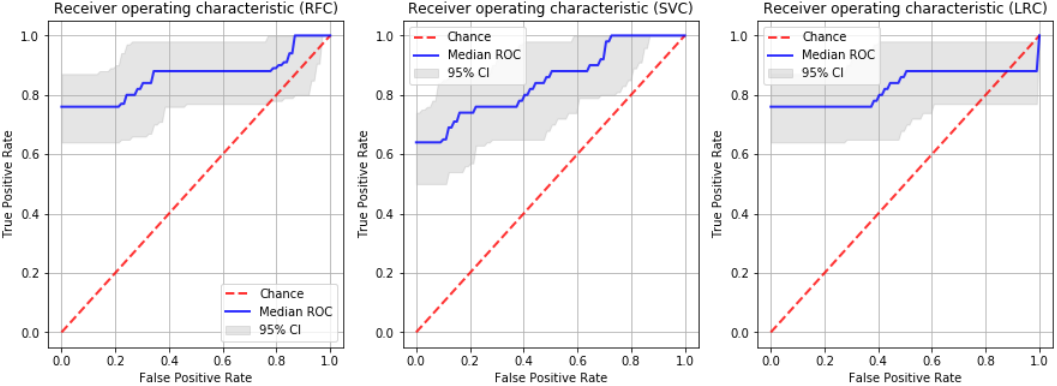 Receiver operating characteristic (RFC)
1.0
0.8
0.6
0.4
0.2
0.0
True Positive Rate
0.0 0.2 0.4 0.6 0.8 1.0
False Positive Rate
Chance
Median ROC
95% CI
Receiver operating characteristic (SVC)
1.0
0.8
0.6
0.4
0.2
0.0
True Positive Rate
0.0 0.2 0.4 0.6 0.8 1.0
False Positive Rate
Chance
Median ROC
95% CI
Receiver operating characteristic (LRC)
1.0
0.8
0.6
0.4
0.2
0.0
True Positive Rate
0.0 0.2 0.4 0.6 0.8 1.0
False Positive Rate
Chance
Median ROC
95% CI